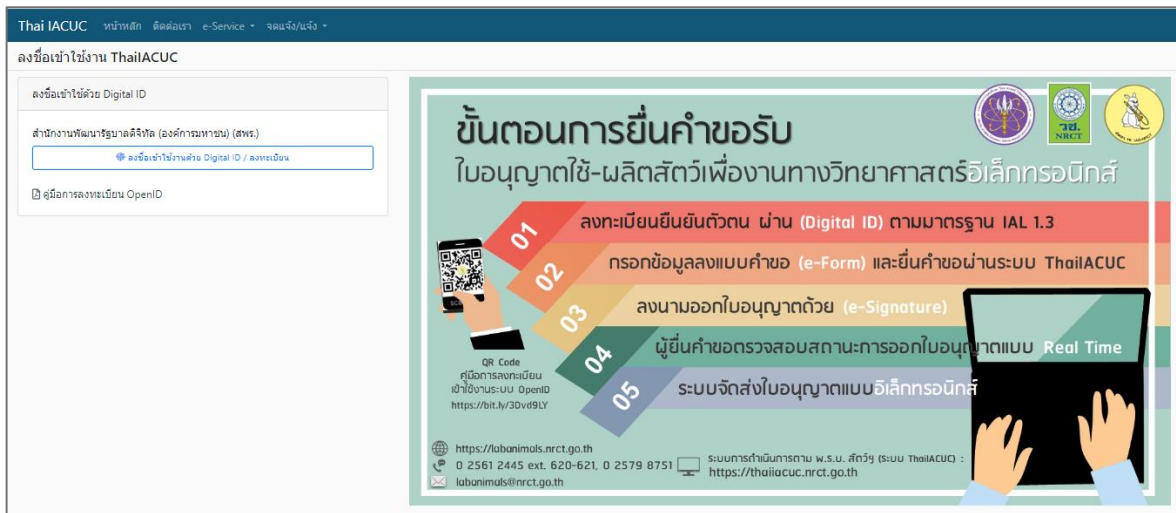 Thai IACUC หน้าหลัก ติดต่อเรา e-Service จดแจ้ง/แจ้ง
ลงชื่อเข้าใช้งาน ThaiIACUC
ลงชื่อเข้าใช้ด้วย Digital ID
สำนักงานพัฒนารัฐบาลดิจิทัล (องค์การมหาชน) (สพร.)
ลงชื่อเข้าใช้งานด้วย Digital ID / ลงทะเบียน
คู่มือการลงทะเบียน OpenID
วช.
NRCT
ขั้นตอนการยื่นคำขอรับ
ใบอนุญาตใช้-ผลิตสัตว์เพื่องานทางวิทยาศาสตร์อิเล็กทรอนิกส์
01 ลงทะเบียนยืนยันตัวตน ผ่าน (Digital ID) ตามมาตรฐาน IAL 1.3
02 กรอกข้อมูลลงแบบคำขอ (e-Form) และยื่นคำขอผ่านระบบ ThaiIACUC
03 ลงนามออกใบอนุญาตด้วย (e-Signature)
04 ผู้ยื่นคำขอตรวจสอบสถานะการออกใบอนุญาตแบบ Real Time
05 ระบบจัดส่งใบอนุญาตแบบอิเล็กทรอนิกส์
QR Code
คู่มือการลงทะเบียน
เข้าใช้งานระบบ OpenID
https://bit.ly/3Dvd9LY
https://labanimals.nrct.go.th
0 2561 2445 ext. 620-621, 0 2579 8751
labanimals@nrct.go.th
ระบบการดำเนินการตาม พ.ร.บ. สัตว์ฯ (ระบบ ThaiIACUC) :
https://thaiiacuc.nrct.go.th